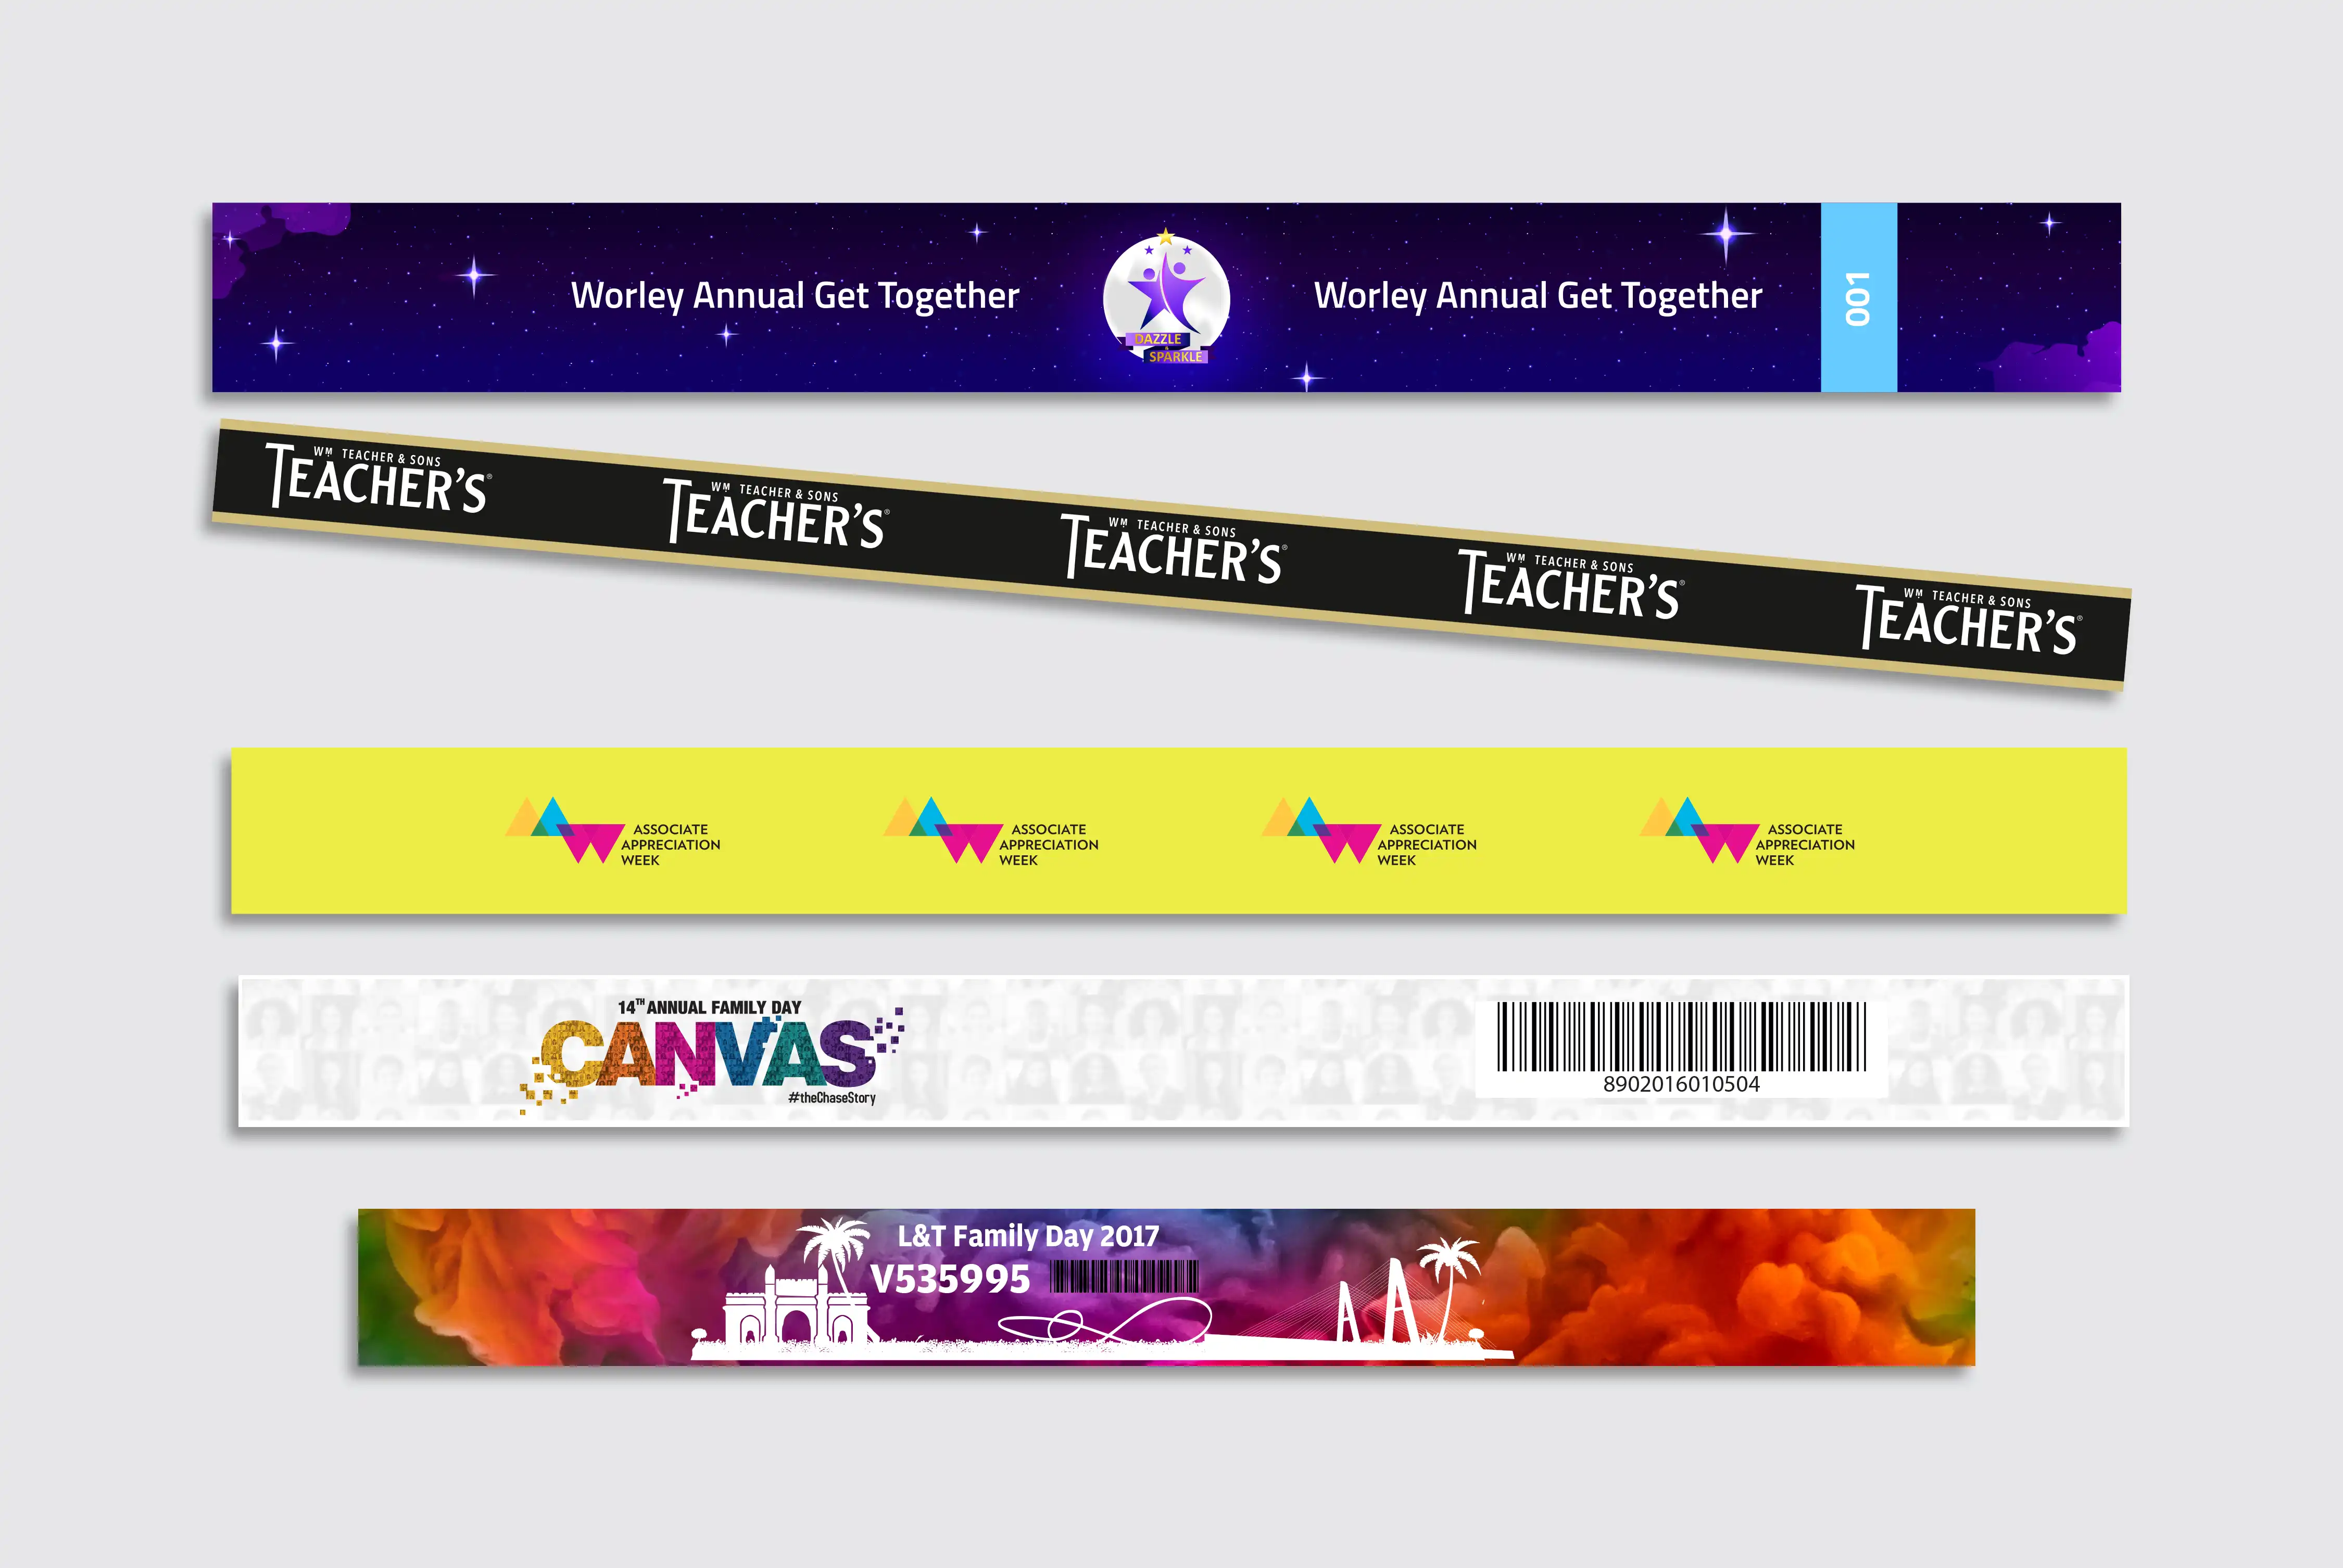 Worley Annual Get Together
DAZZLE
&
SPARKLE
Worley Annual Get Together
001
WM TEACHER & SONS
TEACHER'S®
WM TEACHER & SONS
TEACHER'S®
WM TEACHER & SONS
TEACHER'S®
WM TEACHER & SONS
TEACHER'S®
WM TEACHER & SONS
TEACHER'S®
ASSOCIATE
APPRECIATION
WEEK
ASSOCIATE
APPRECIATION
WEEK
ASSOCIATE
APPRECIATION
WEEK
ASSOCIATE
APPRECIATION
WEEK
14TH ANNUAL FAMILY DAY
CANVAS
#theChaseStory
8902016010504
L&T Family Day 2017
V535995